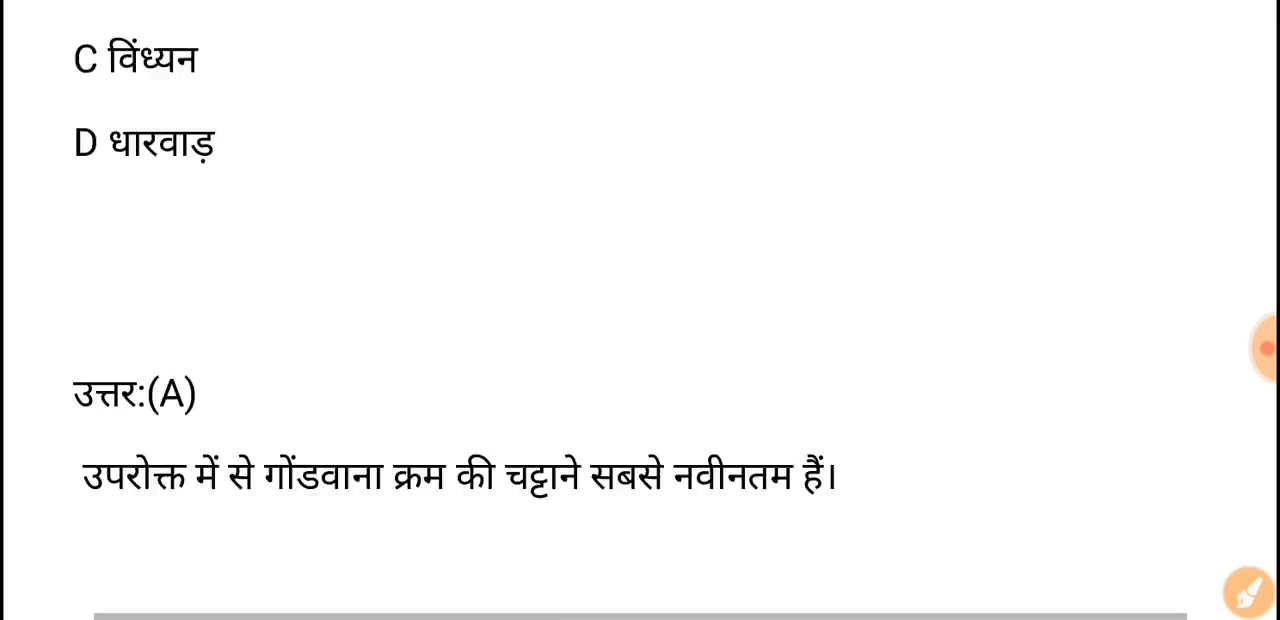 C विंध्यन
D धारवाड़
उत्तर:(A)
उपरोक्त में से गोंडवाना क्रम की चट्टाने सबसे नवीनतम हैं।